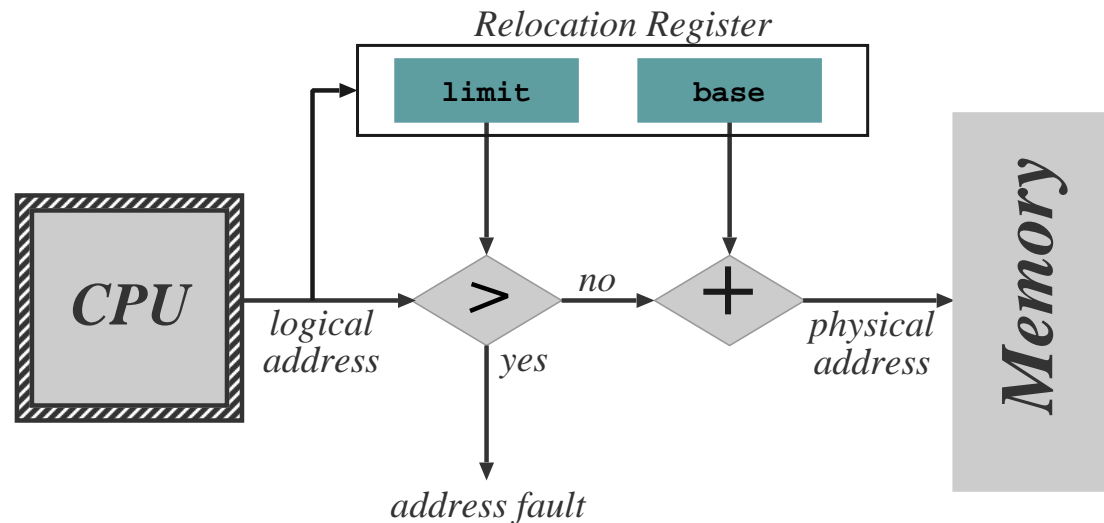 Relocation Register
limit
base
CPU
logical
address
>
no
yes
+
physical
address
Memory
address fault